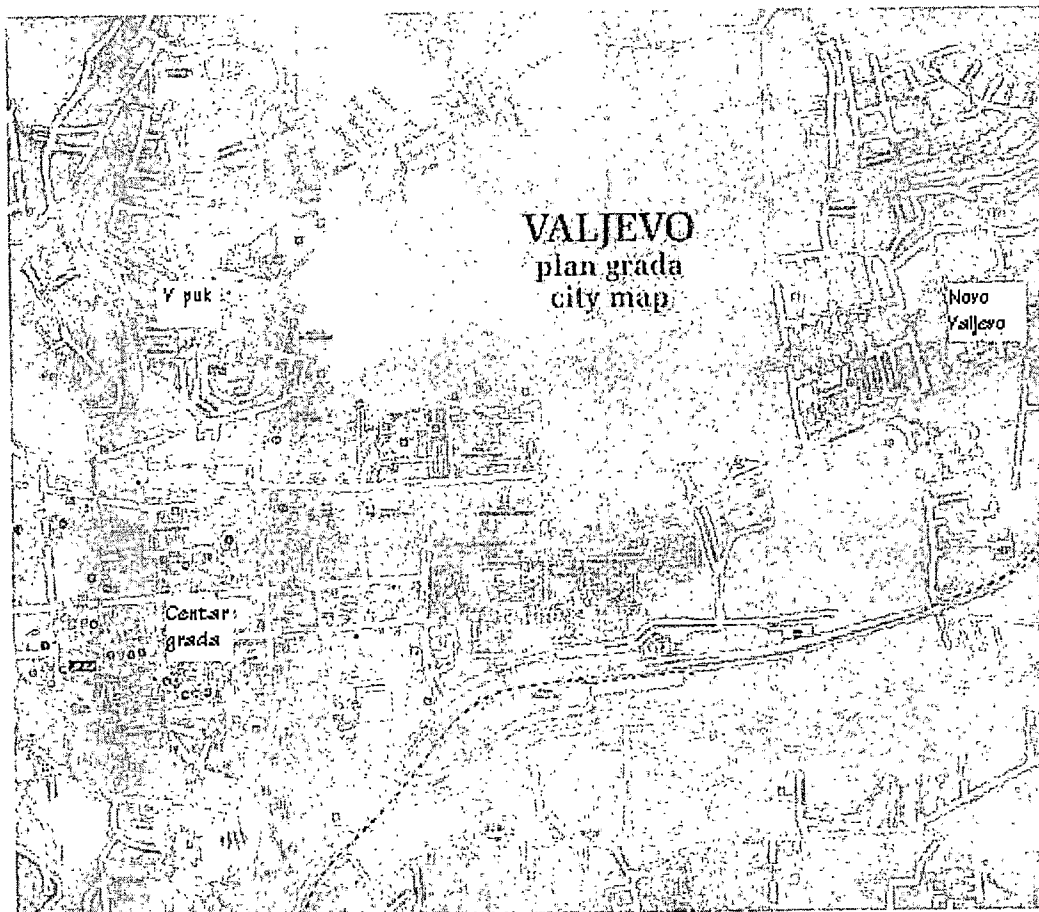 VALJEVO
plan grada
city map
V puk
Novo
Valjevo
Centar
grada